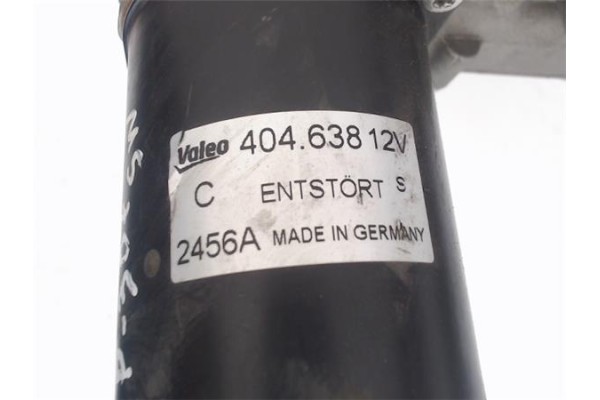 Valeo 404.638 12V
C ENTSTÖRT S
2456A MADE IN GERMANY